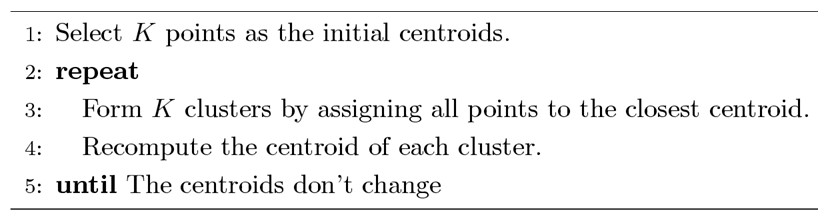 1: Select K points as the initial centroids.
2: repeat
3: Form K clusters by assigning all points to the closest centroid.
4: Recompute the centroid of each cluster.
5: until The centroids don't change